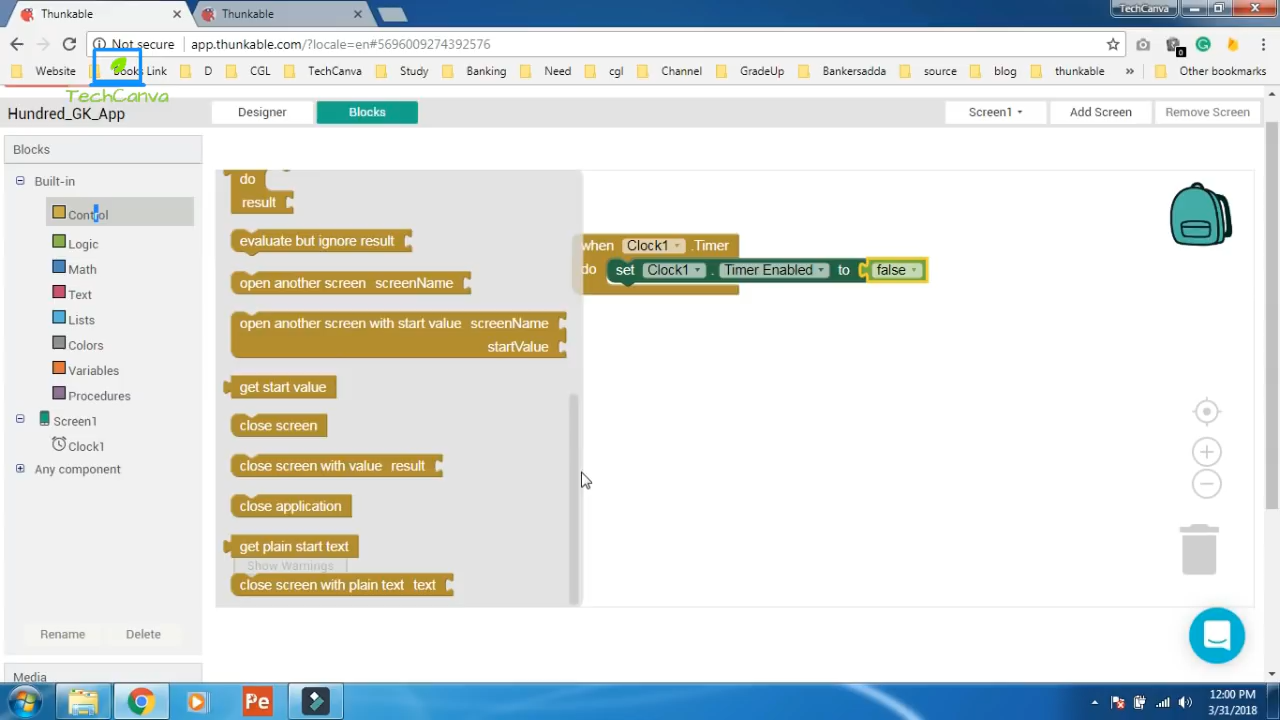 Thunkable
Thunkable
TechCanva
Not secure app.thunkable.com/?locale=en#5696009274392576
Website Books Link D CGL TechCanva Study Banking Need cgl Channel GradeUp Bankersadda source blog thunkable » Other bookmarks
TechCanva
Hundred_GK_App Designer Blocks Screen1 Add Screen Remove Screen
Blocks
Built-in
Control
Logic
Math
Text
Lists
Colors
Variables
Procedures
Screen1
Clock1
Any component
Rename Delete
Media
do
result
evaluate but ignore result
open another screen screenName
open another screen with start value screenName
startValue
get start value
close screen
close screen with value result
close application
get plain start text
Show Warnings
close screen with plain text text
when Clock1 .Timer
do set Clock1 . Timer Enabled to false
Pe
12:00 PM
3/31/2018